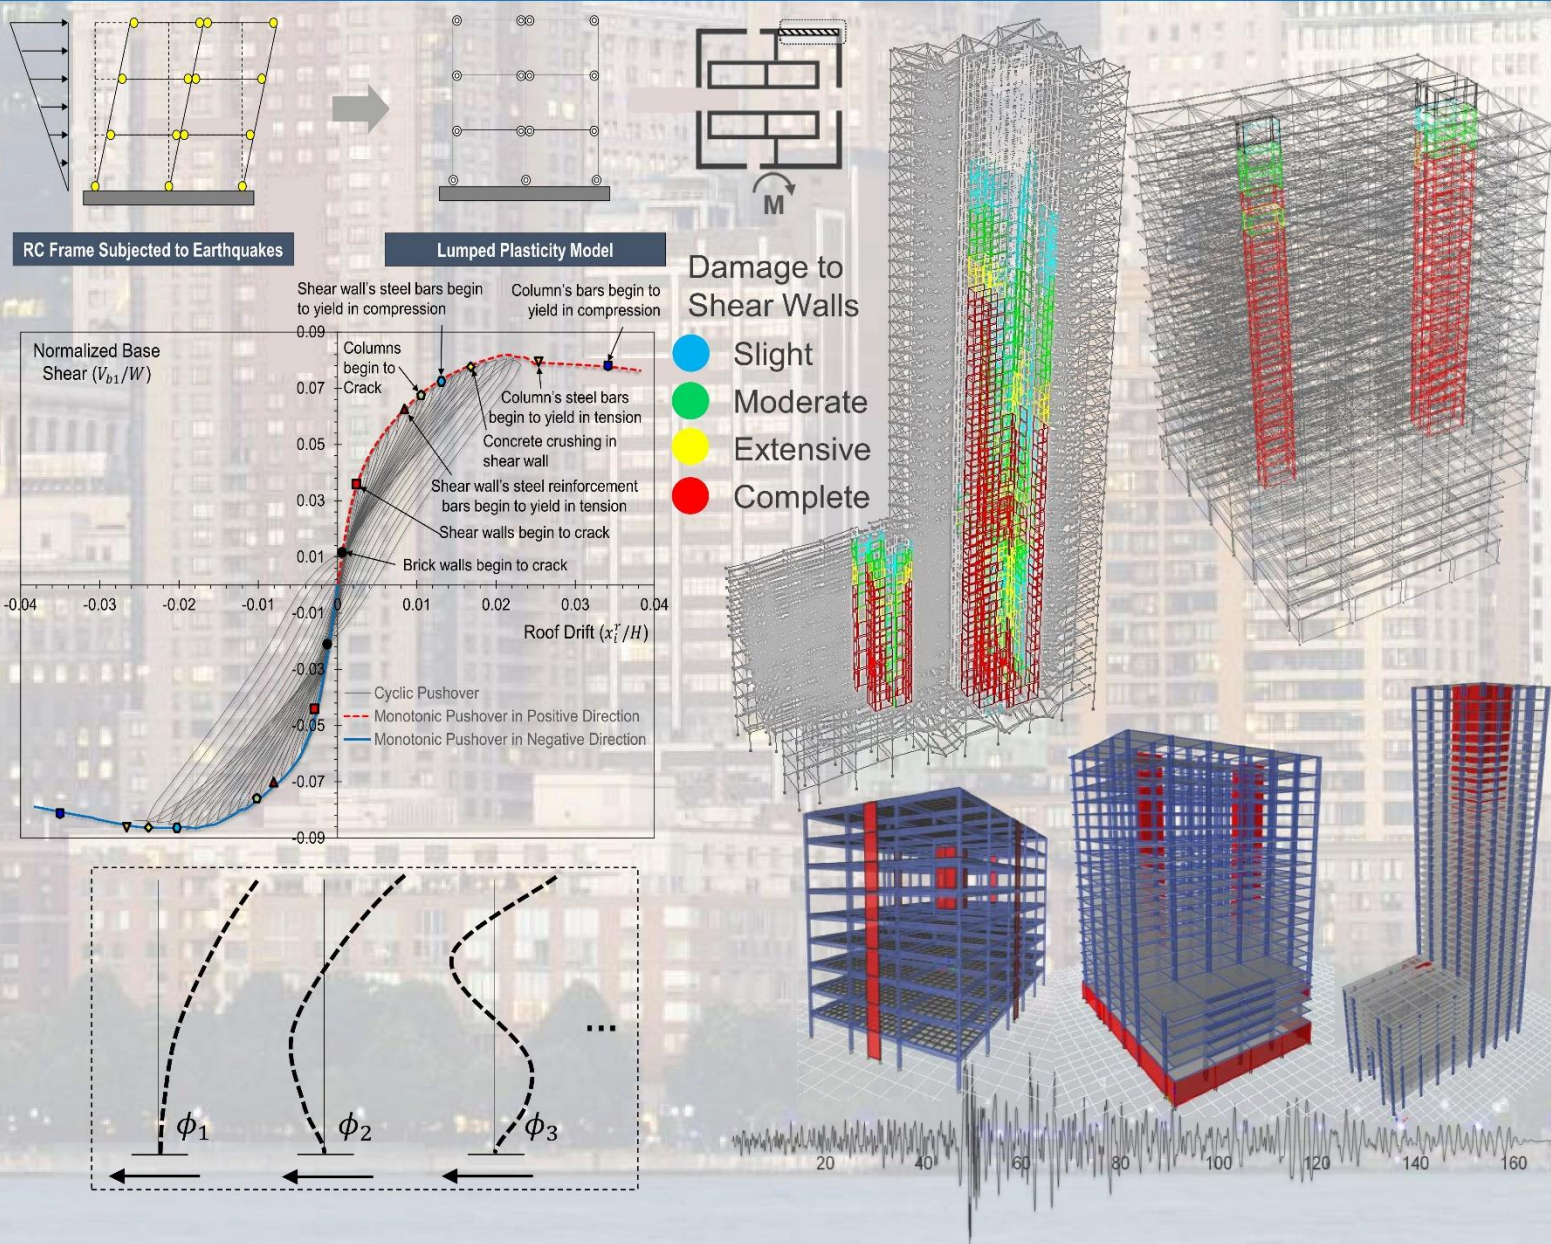 M
RC Frame Subjected to Earthquakes
Lumped Plasticity Model
Damage to
Shear Walls
Slight
Moderate
Extensive
Complete
Shear wall's steel bars begin
to yield in compression
Column's bars begin to
yield in compression
Normalized Base
Shear (V_{b1}/W)
Columns
begin to
Crack
Column's steel bars
begin to yield in tension
Concrete crushing in
shear wall
Shear wall's steel reinforcement
bars begin to yield in tension
Shear walls begin to crack
Brick walls begin to crack
0.09
0.07
0.05
0.03
0.01
-0.04 -0.03 -0.02 -0.01 0 0.01 0.02 0.03 0.04
-0.01
Roof Drift (x_i^r/H)
-0.03
-0.05
-0.07
-0.09
Cyclic Pushover
Monotonic Pushover in Positive Direction
Monotonic Pushover in Negative Direction
...
ϕ₁ ϕ₂ ϕ₃
20 40 60 80 100 120 140 160